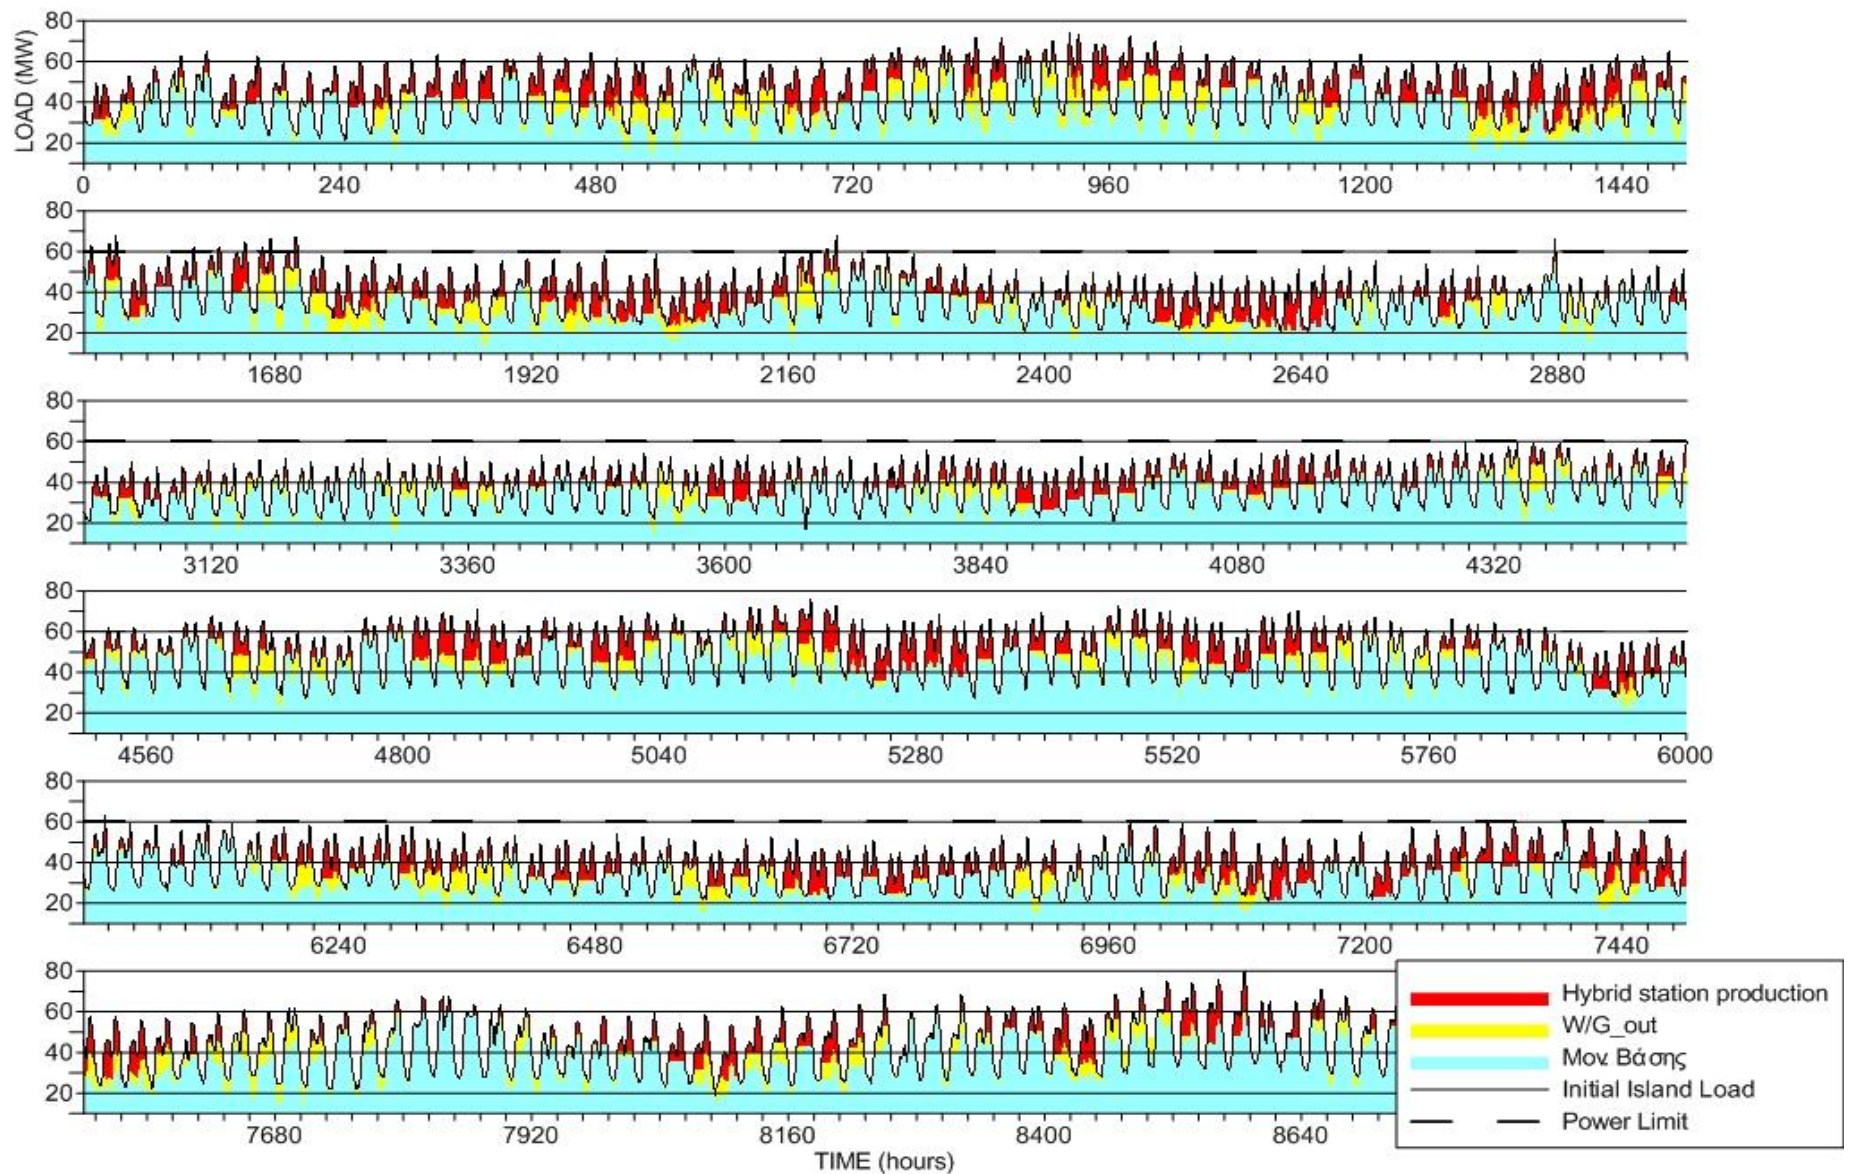 LOAD (MW)
80
60
40
20
0 240 480 720 960 1200 1440
80
60
40
20
1680 1920 2160 2400 2640 2880
80
60
40
20
3120 3360 3600 3840 4080 4320
80
60
40
20
4560 4800 5040 5280 5520 5760 6000
80
60
40
20
6240 6480 6720 6960 7200 7440
80
60
40
20
7680 7920 8160 8400 8640
TIME (hours)
Hybrid station production
W/G_out
Μον. Βάσης
Initial Island Load
Power Limit